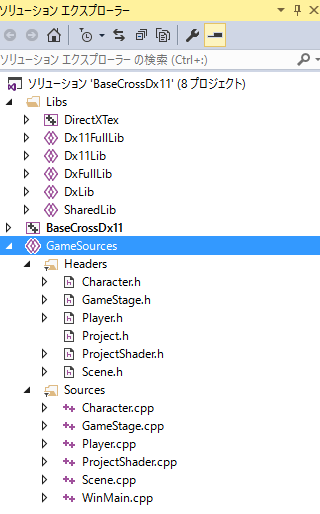 ソリューション エクスプローラー
ソリューション エクスプローラー の検索 (Ctrl+:)
ソリューション 'BaseCrossDx11' (8 プロジェクト)
Libs
DirectXTex
Dx11FullLib
Dx11Lib
DxFullLib
DxLib
SharedLib
BaseCrossDx11
GameSources
Headers
Character.h
GameStage.h
Player.h
Project.h
ProjectShader.h
Scene.h
Sources
Character.cpp
GameStage.cpp
Player.cpp
ProjectShader.cpp
Scene.cpp
WinMain.cpp